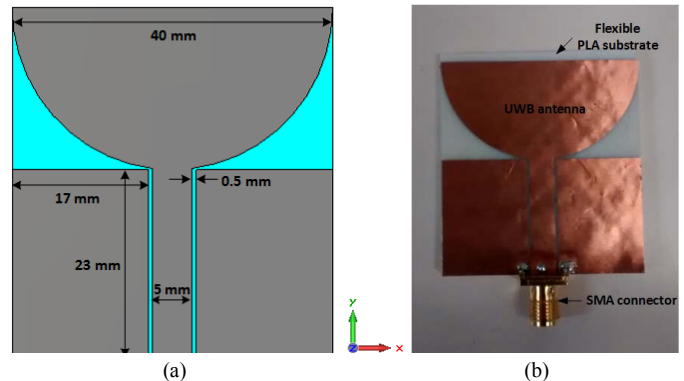 40 mm
17 mm
0.5 mm
23 mm
5 mm
y
x
z
(a)
Flexible
PLA substrate
UWB antenna
SMA connector
(b)